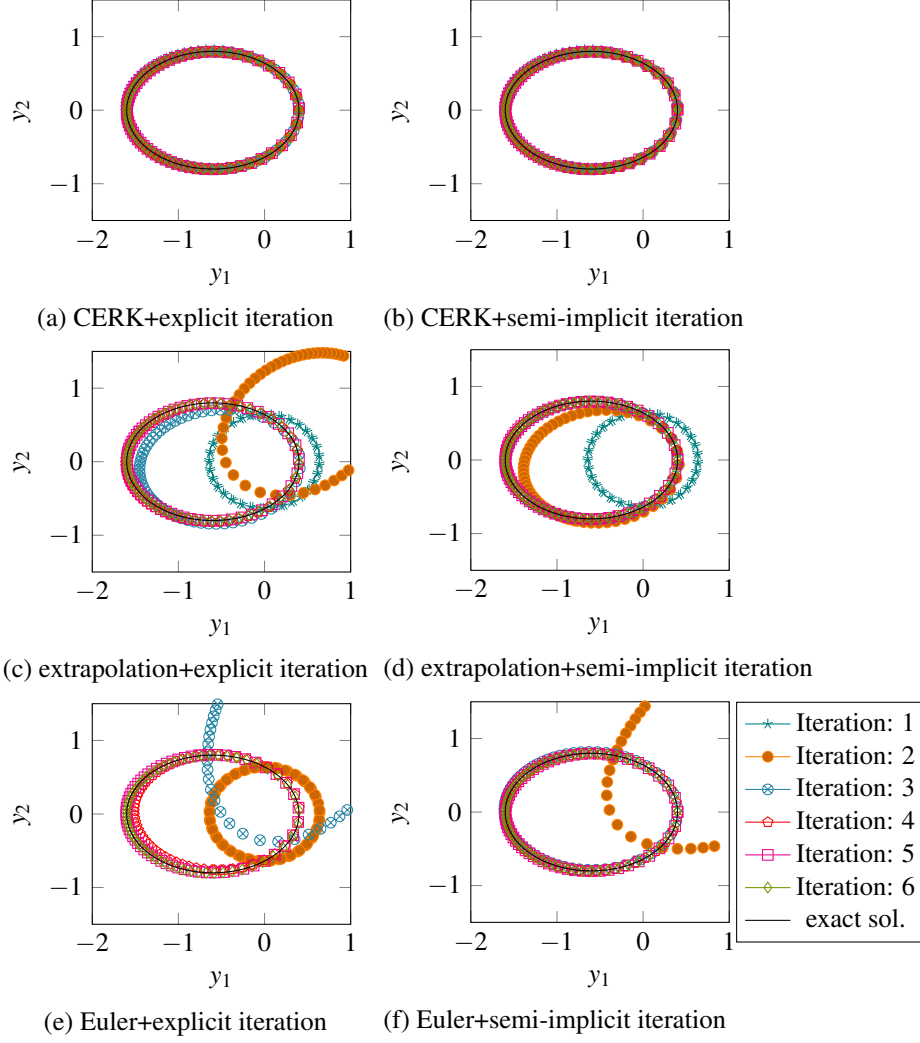 1
0
−1
y2
−2 −1 0 1
y1
(a) CERK+explicit iteration
1
0
−1
y2
−2 −1 0 1
y1
(b) CERK+semi-implicit iteration
1
0
−1
y2
−2 −1 0 1
y1
(c) extrapolation+explicit iteration
1
0
−1
y2
−2 −1 0 1
y1
(d) extrapolation+semi-implicit iteration
1
0
−1
y2
−2 −1 0 1
y1
(e) Euler+explicit iteration
1
0
−1
y2
−2 −1 0 1
y1
(f) Euler+semi-implicit iteration
Iteration: 1
Iteration: 2
Iteration: 3
Iteration: 4
Iteration: 5
Iteration: 6
exact sol.